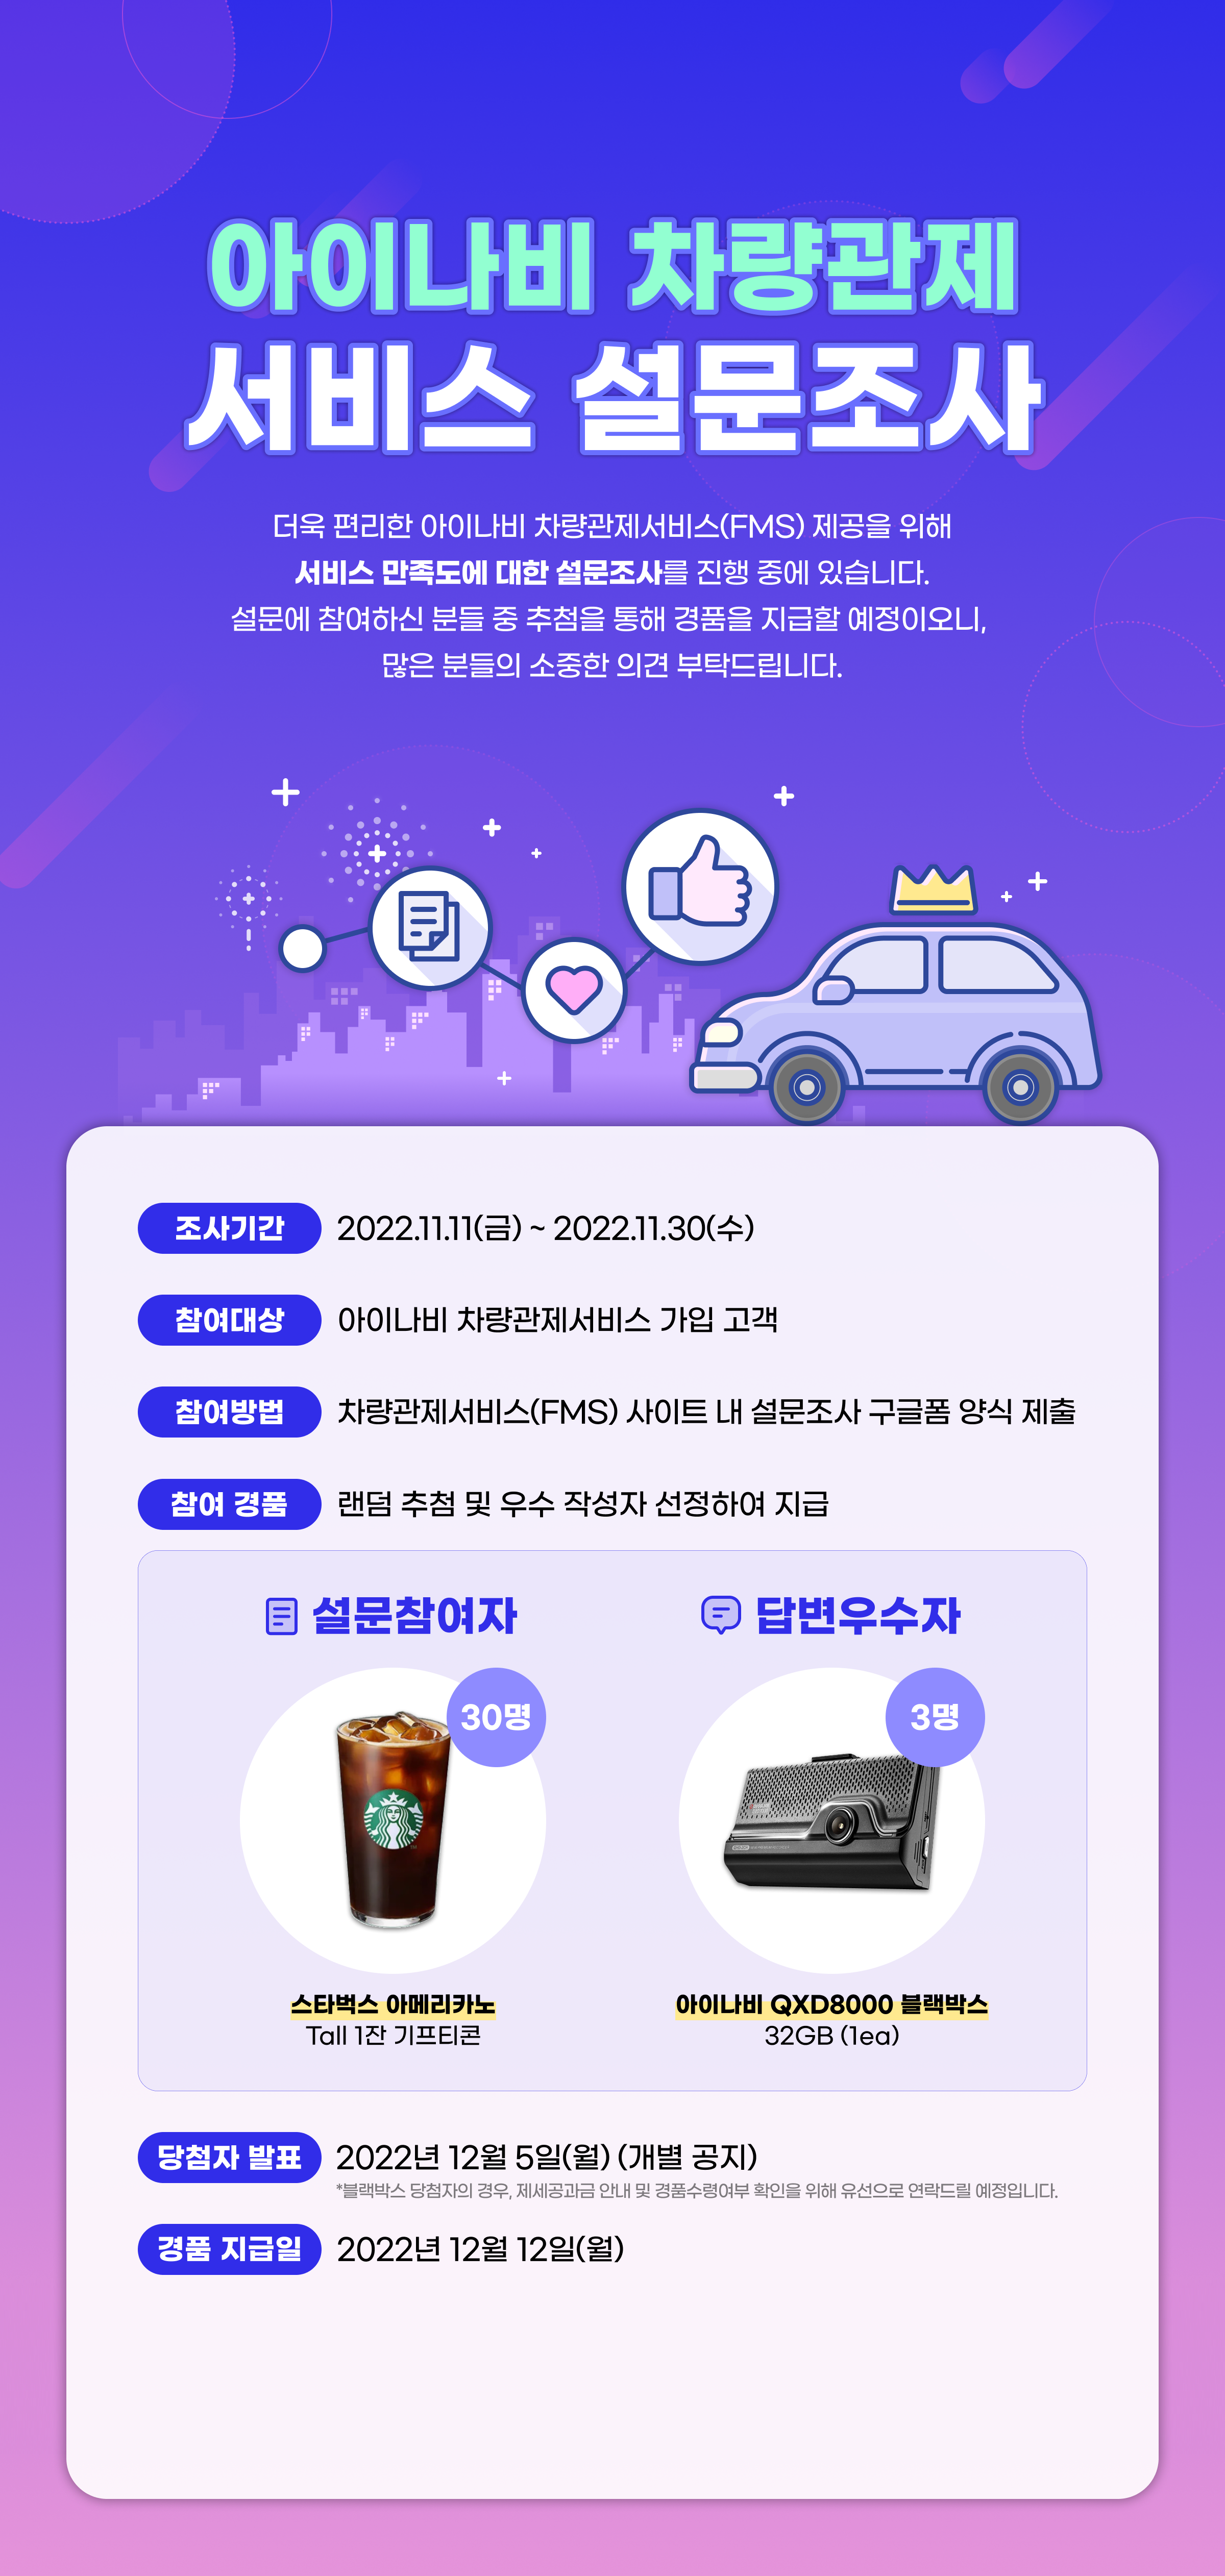 아이나비 차량관제
서비스 설문조사
더욱 편리한 아이나비 차량관제서비스(FMS) 제공을 위해
서비스 만족도에 대한 설문조사를 진행 중에 있습니다.
설문에 참여하신 분들 중 추첨을 통해 경품을 지급할 예정이오니,
많은 분들의 소중한 의견 부탁드립니다.
조사기간 2022.11.11(금) ~ 2022.11.30(수)
참여대상 아이나비 차량관제서비스 가입 고객
참여방법 차량관제서비스(FMS) 사이트 내 설문조사 구글폼 양식 제출
참여 경품 랜덤 추첨 및 우수 작성자 선정하여 지급
설문참여자
30명
스타벅스 아메리카노
Tall 1잔 기프티콘
답변우수자
3명
아이나비 QXD8000 블랙박스
32GB (1ea)
당첨자 발표 2022년 12월 5일(월) (개별 공지)
*블랙박스 당첨자의 경우, 제세공과금 안내 및 경품수령여부 확인을 위해 유선으로 연락드릴 예정입니다.
경품 지급일 2022년 12월 12일(월)